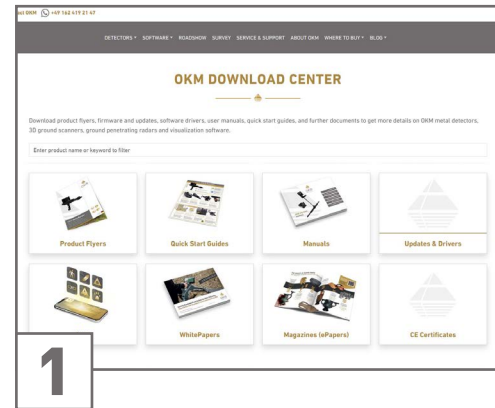 OKM +49 162 419 21 47
DETECTORS SOFTWARE ROADSHOW SURVEY SERVICE & SUPPORT ABOUT OKM WHERE TO BUY BLOG
OKM DOWNLOAD CENTER
Download product flyers, firmware and updates, software drivers, user manuals, quick start guides, and further documents to get more details on OKM metal detectors,
3D ground scanners, ground penetrating radars and visualization software.
Enter product name or keyword to filter
Product Flyers Quick Start Guides Manuals Updates & Drivers
WhitePapers Magazines (ePapers) CE Certificates
1